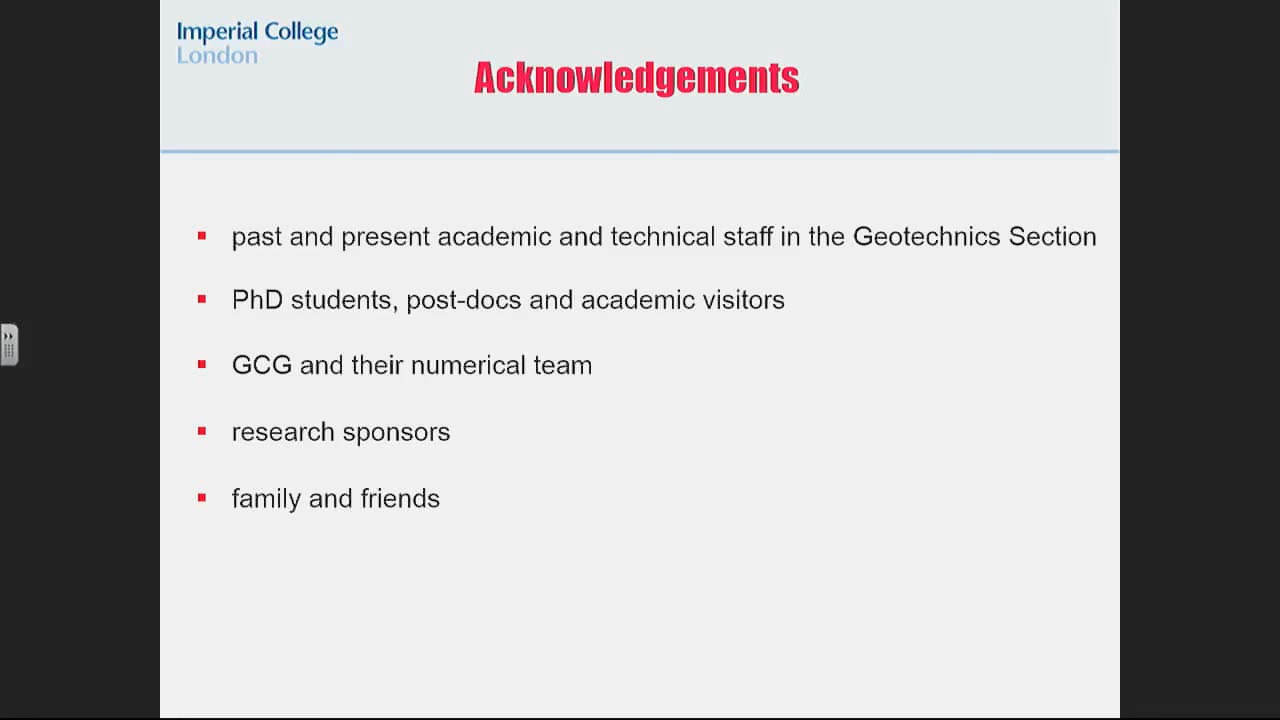 Imperial College
London
Acknowledgements
past and present academic and technical staff in the Geotechnics Section
PhD students, post-docs and academic visitors
GCG and their numerical team
research sponsors
family and friends